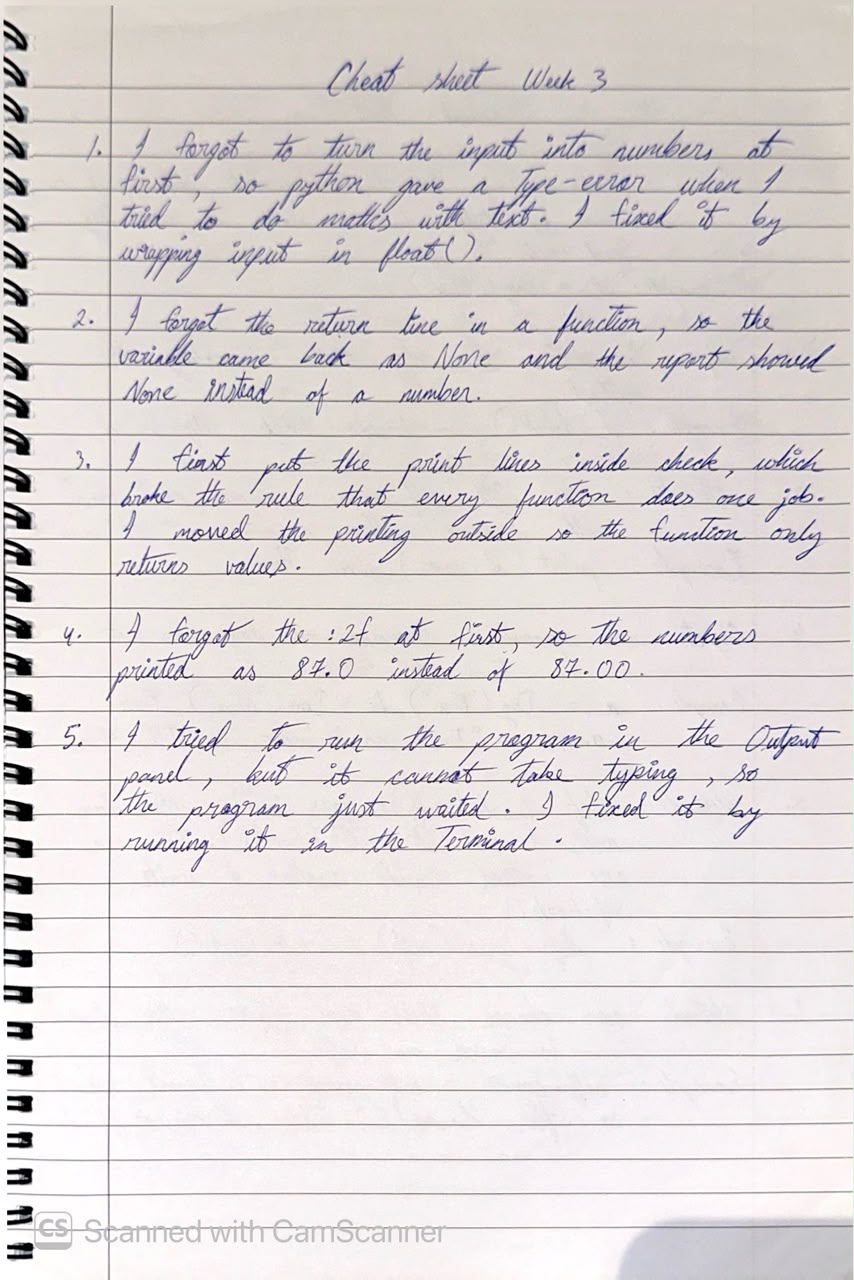 Cheat sheet Week 3
1. I forgot to turn the input into numbers at
first, so python gave a Type-error when I
tried to do maths with text. I fixed it by
wrapping input in float().
2. I forgot the return line in a function, so the
variable came back as None and the report showed
None instead of a number.
3. I first put the print lines inside check, which
broke the rule that every function does one job.
I moved the printing outside so the function only
returns values.
4. I forgot the :2f at first, so the numbers
printed as 87.0 instead of 87.00.
5. I tried to run the program in the Output
panel, but it cannot take typing, so
the program just waited. I fixed it by
running it in the Terminal.
CS Scanned with CamScanner